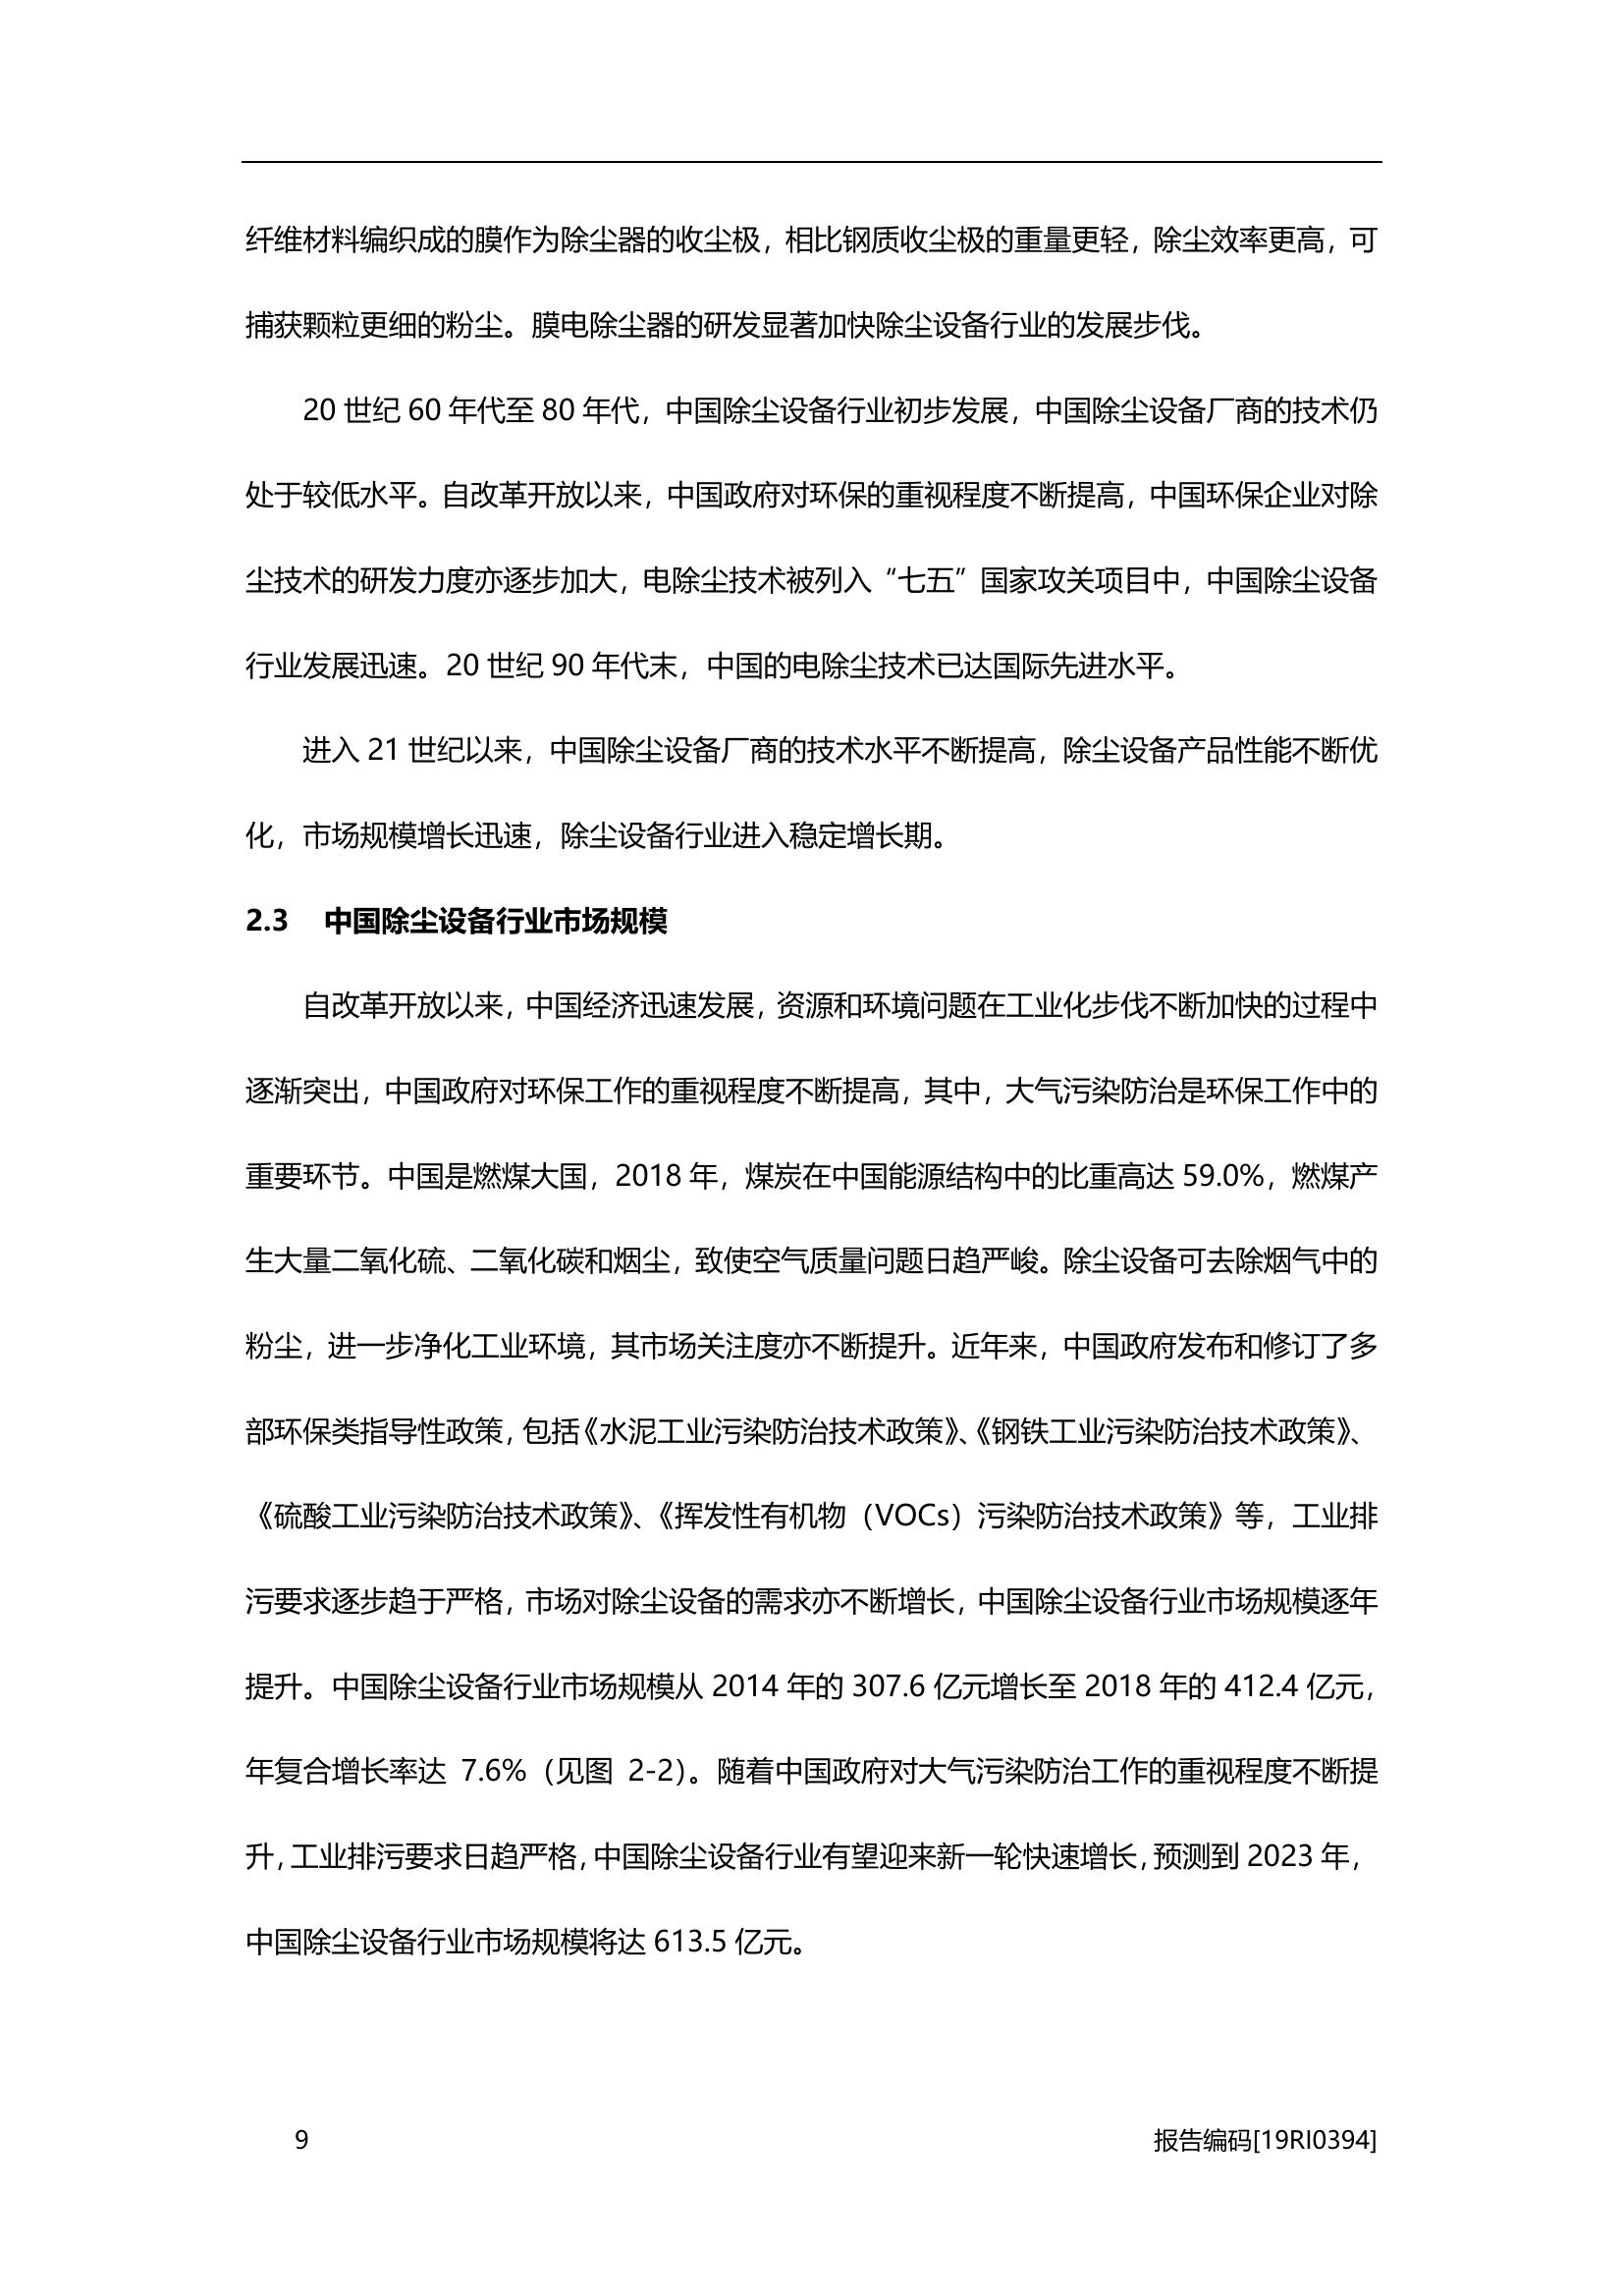 纤维材料编织成的膜作为除尘器的收尘极，相比钢质收尘极的重量更轻，除尘效率更高，可
捕获颗粒更细的粉尘。膜电除尘器的研发显著加快除尘设备行业的发展步伐。
20 世纪 60 年代至 80 年代，中国除尘设备行业初步发展，中国除尘设备厂商的技术仍
处于较低水平。自改革开放以来，中国政府对环保的重视程度不断提高，中国环保企业对除
尘技术的研发力度亦逐步加大，电除尘技术被列入“七五”国家攻关项目中，中国除尘设备
行业发展迅速。20 世纪 90 年代末，中国的电除尘技术已达国际先进水平。
进入 21 世纪以来，中国除尘设备厂商的技术水平不断提高，除尘设备产品性能不断优
化，市场规模增长迅速，除尘设备行业进入稳定增长期。
2.3 中国除尘设备行业市场规模
自改革开放以来，中国经济迅速发展，资源和环境问题在工业化步伐不断加快的过程中
逐渐突出，中国政府对环保工作的重视程度不断提高，其中，大气污染防治是环保工作中的
重要环节。中国是燃煤大国，2018 年，煤炭在中国能源结构中的比重高达 59.0%，燃煤产
生大量二氧化硫、二氧化碳和烟尘，致使空气质量问题日趋严峻。除尘设备可去除烟气中的
粉尘，进一步净化工业环境，其市场关注度亦不断提升。近年来，中国政府发布和修订了多
部环保类指导性政策，包括《水泥工业污染防治技术政策》、《钢铁工业污染防治技术政策》、
《硫酸工业污染防治技术政策》、《挥发性有机物（VOCs）污染防治技术政策》等，工业排
污要求逐步趋于严格，市场对除尘设备的需求亦不断增长，中国除尘设备行业市场规模逐年
提升。中国除尘设备行业市场规模从 2014 年的 307.6 亿元增长至 2018 年的 412.4 亿元，
年复合增长率达 7.6%（见图 2-2）。随着中国政府对大气污染防治工作的重视程度不断提
升，工业排污要求日趋严格，中国除尘设备行业有望迎来新一轮快速增长，预测到 2023 年，
中国除尘设备行业市场规模将达 613.5 亿元。
9 报告编码[19RI0394]